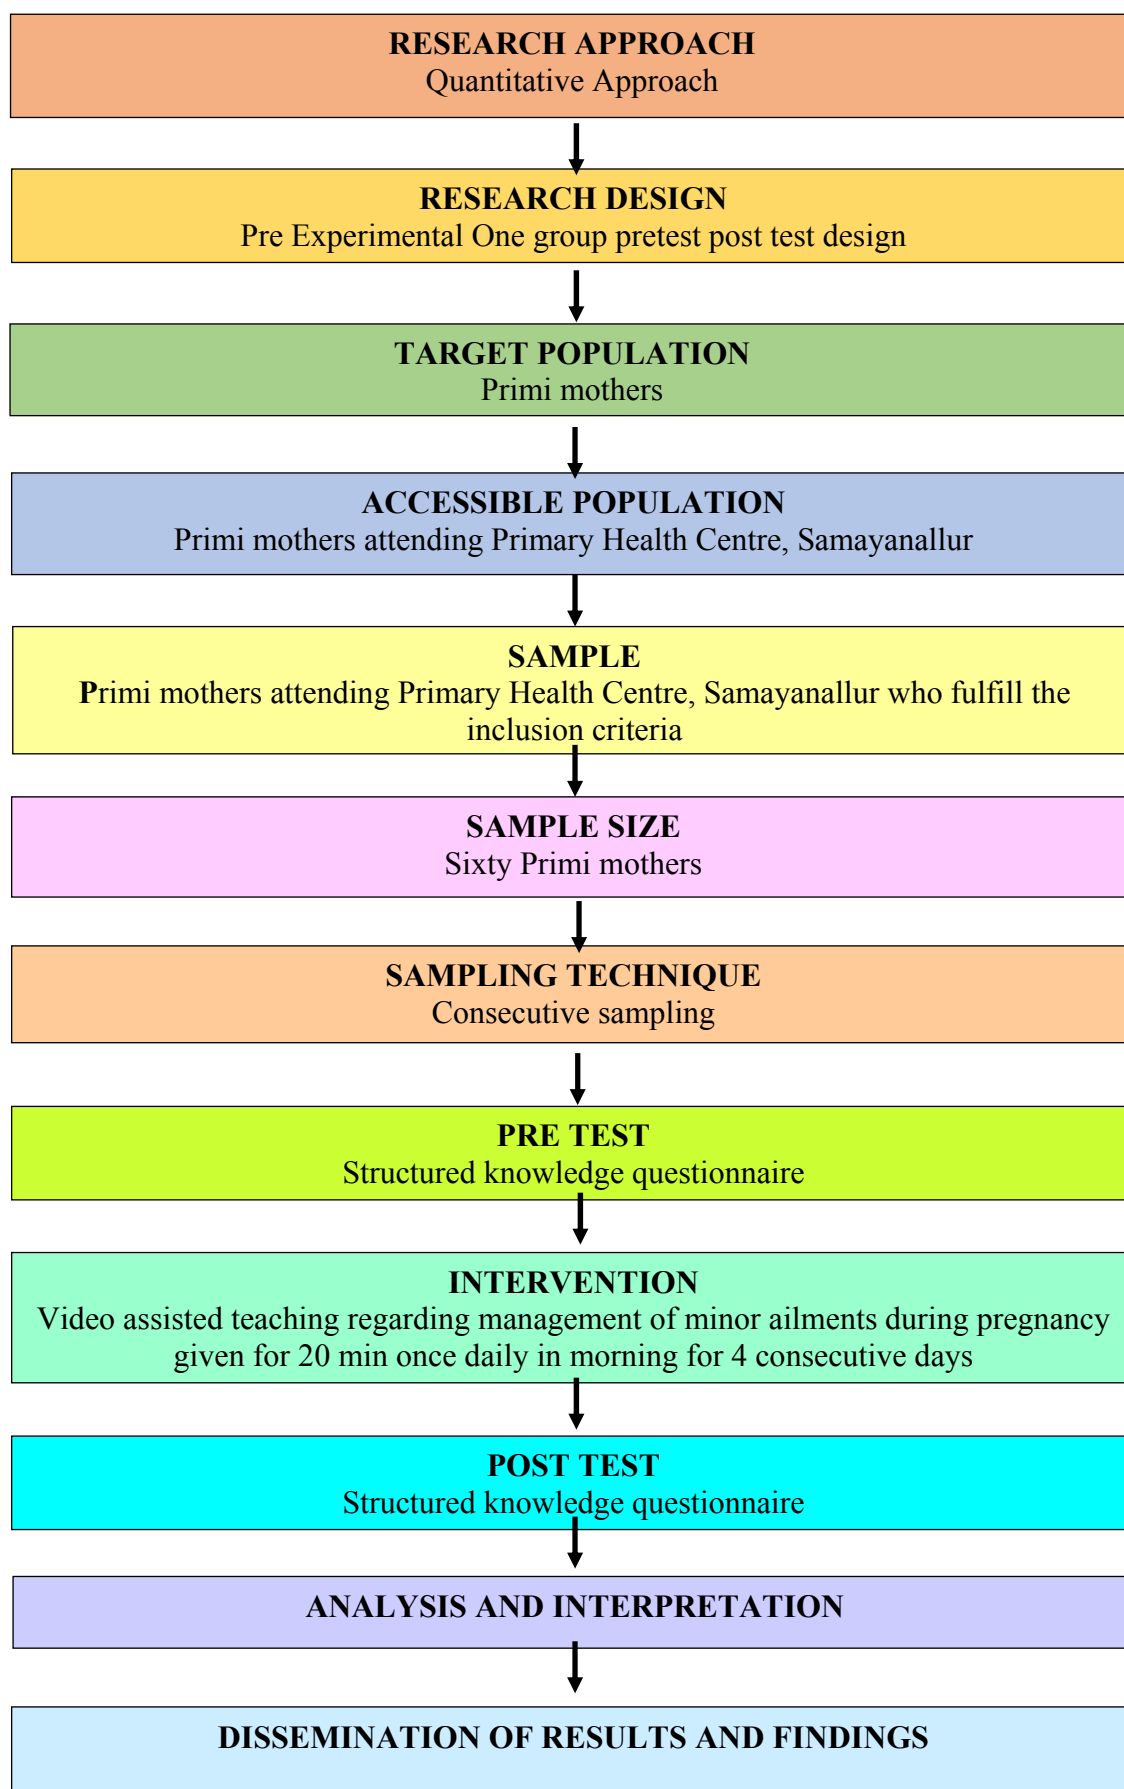 RESEARCH APPROACH
Quantitative Approach
RESEARCH DESIGN
Pre Experimental One group pretest post test design
TARGET POPULATION
Primi mothers
ACCESSIBLE POPULATION
Primi mothers attending Primary Health Centre, Samayanallur
SAMPLE
Primi mothers attending Primary Health Centre, Samayanallur who fulfill the
inclusion criteria
SAMPLE SIZE
Sixty Primi mothers
SAMPLING TECHNIQUE
Consecutive sampling
PRE TEST
Structured knowledge questionnaire
INTERVENTION
Video assisted teaching regarding management of minor ailments during pregnancy
given for 20 min once daily in morning for 4 consecutive days
POST TEST
Structured knowledge questionnaire
ANALYSIS AND INTERPRETATION
DISSEMINATION OF RESULTS AND FINDINGS